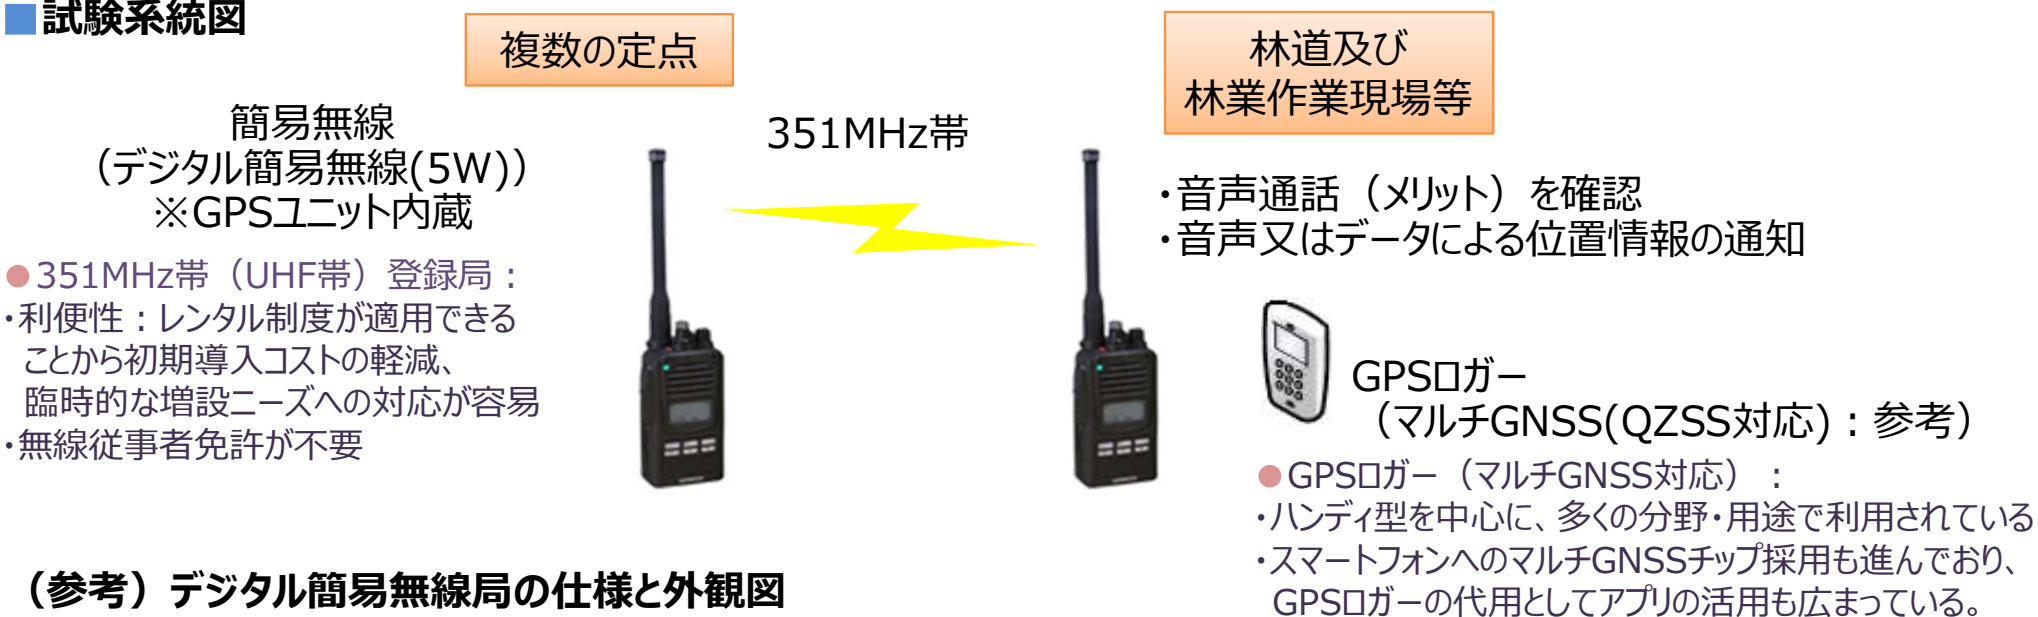 ■試験系統図
複数の定点
林道及び
林業作業現場等
簡易無線
（デジタル簡易無線(5W)）
※GPSユニット内蔵
351MHz帯
・音声通話（メリット）を確認
・音声又はデータによる位置情報の通知
●351MHz帯（UHF帯）登録局：
・利便性：レンタル制度が適用できる
ことから初期導入コストの軽減、
臨時的な増設ニーズへの対応が容易
・無線従事者免許が不要
GPSロガー
（マルチGNSS(QZSS対応)：参考）
●GPSロガー（マルチGNSS対応）：
・ハンディ型を中心に、多くの分野・用途で利用されている
・スマートフォンへのマルチGNSSチップ採用も進んでおり、
GPSロガーの代用としてアプリの活用も広まっている。
（参考）デジタル簡易無線局の仕様と外観図